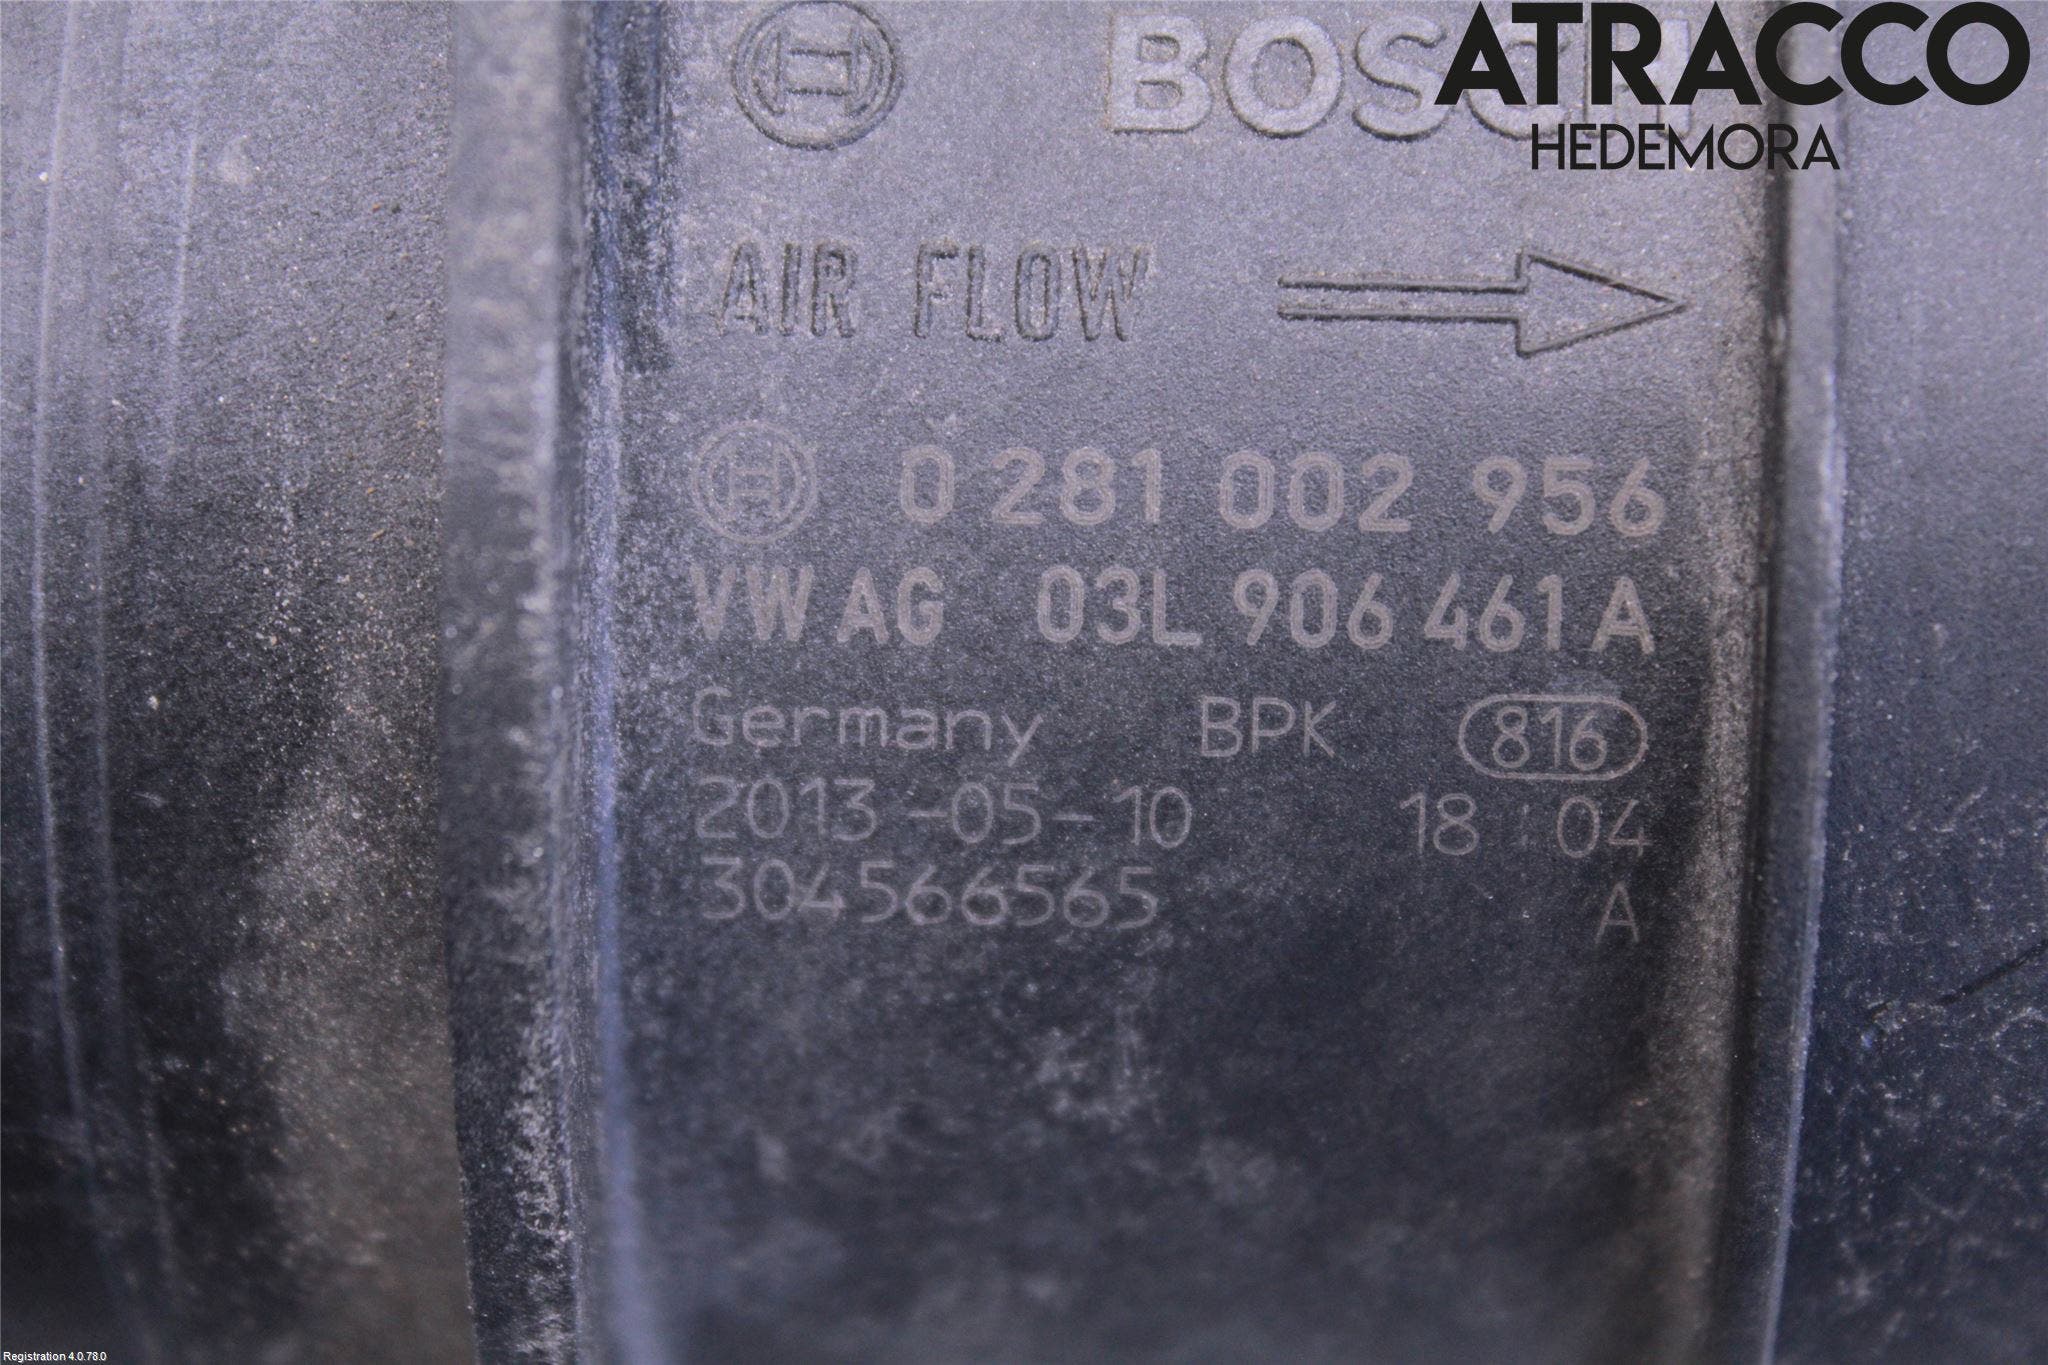 BOSCH
ATRACCO
HEDEMORA
AIR FLOW
0 281 002 956
VW AG 03L 906 461 A
Germany BPK 816
2013-05-10 18:04
304566565 A
Registration 4.0.78.0